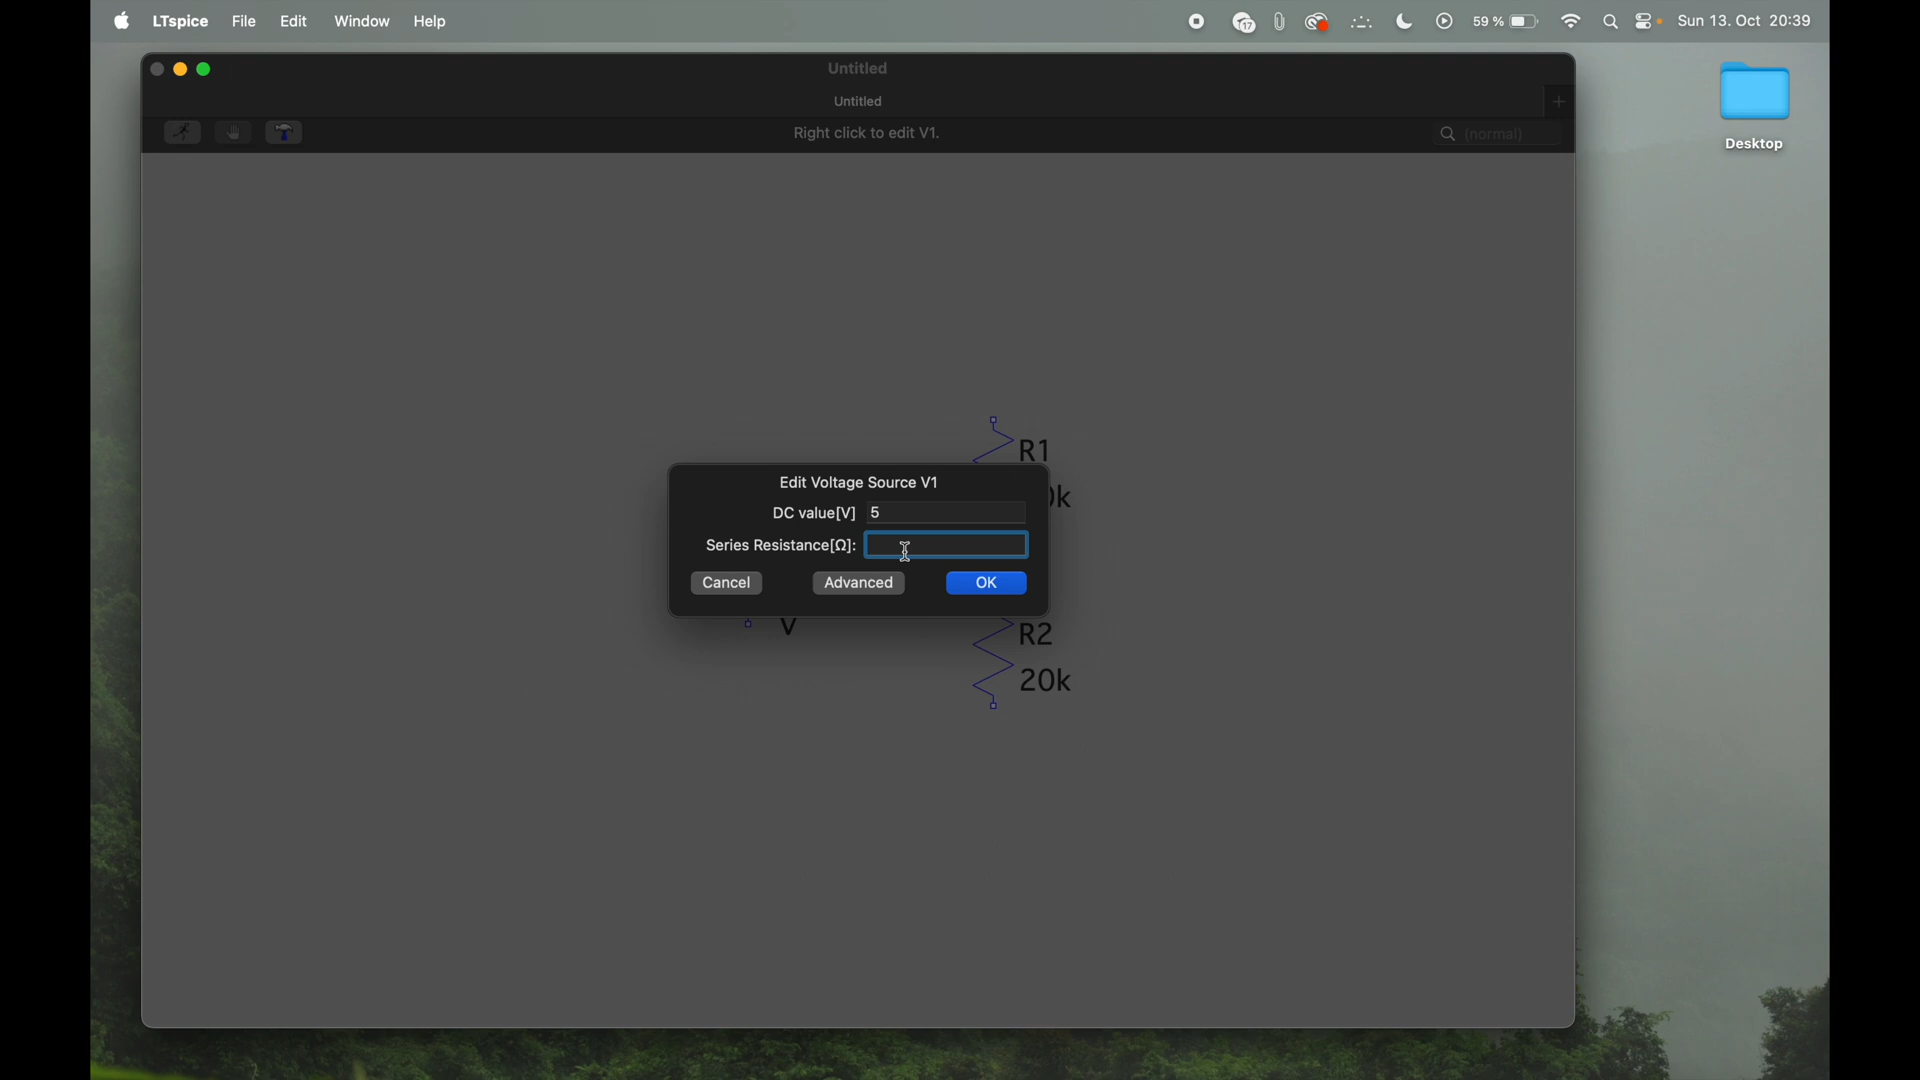 LTspice File Edit Window Help 17 59 % Sun 13. Oct 20:39
Untitled
Untitled
Right click to edit V1.
(normal)
Desktop
R1
Edit Voltage Source V1
DC value[V] 5
Series Resistance[Ω]:
Cancel Advanced OK
V
R2
20k